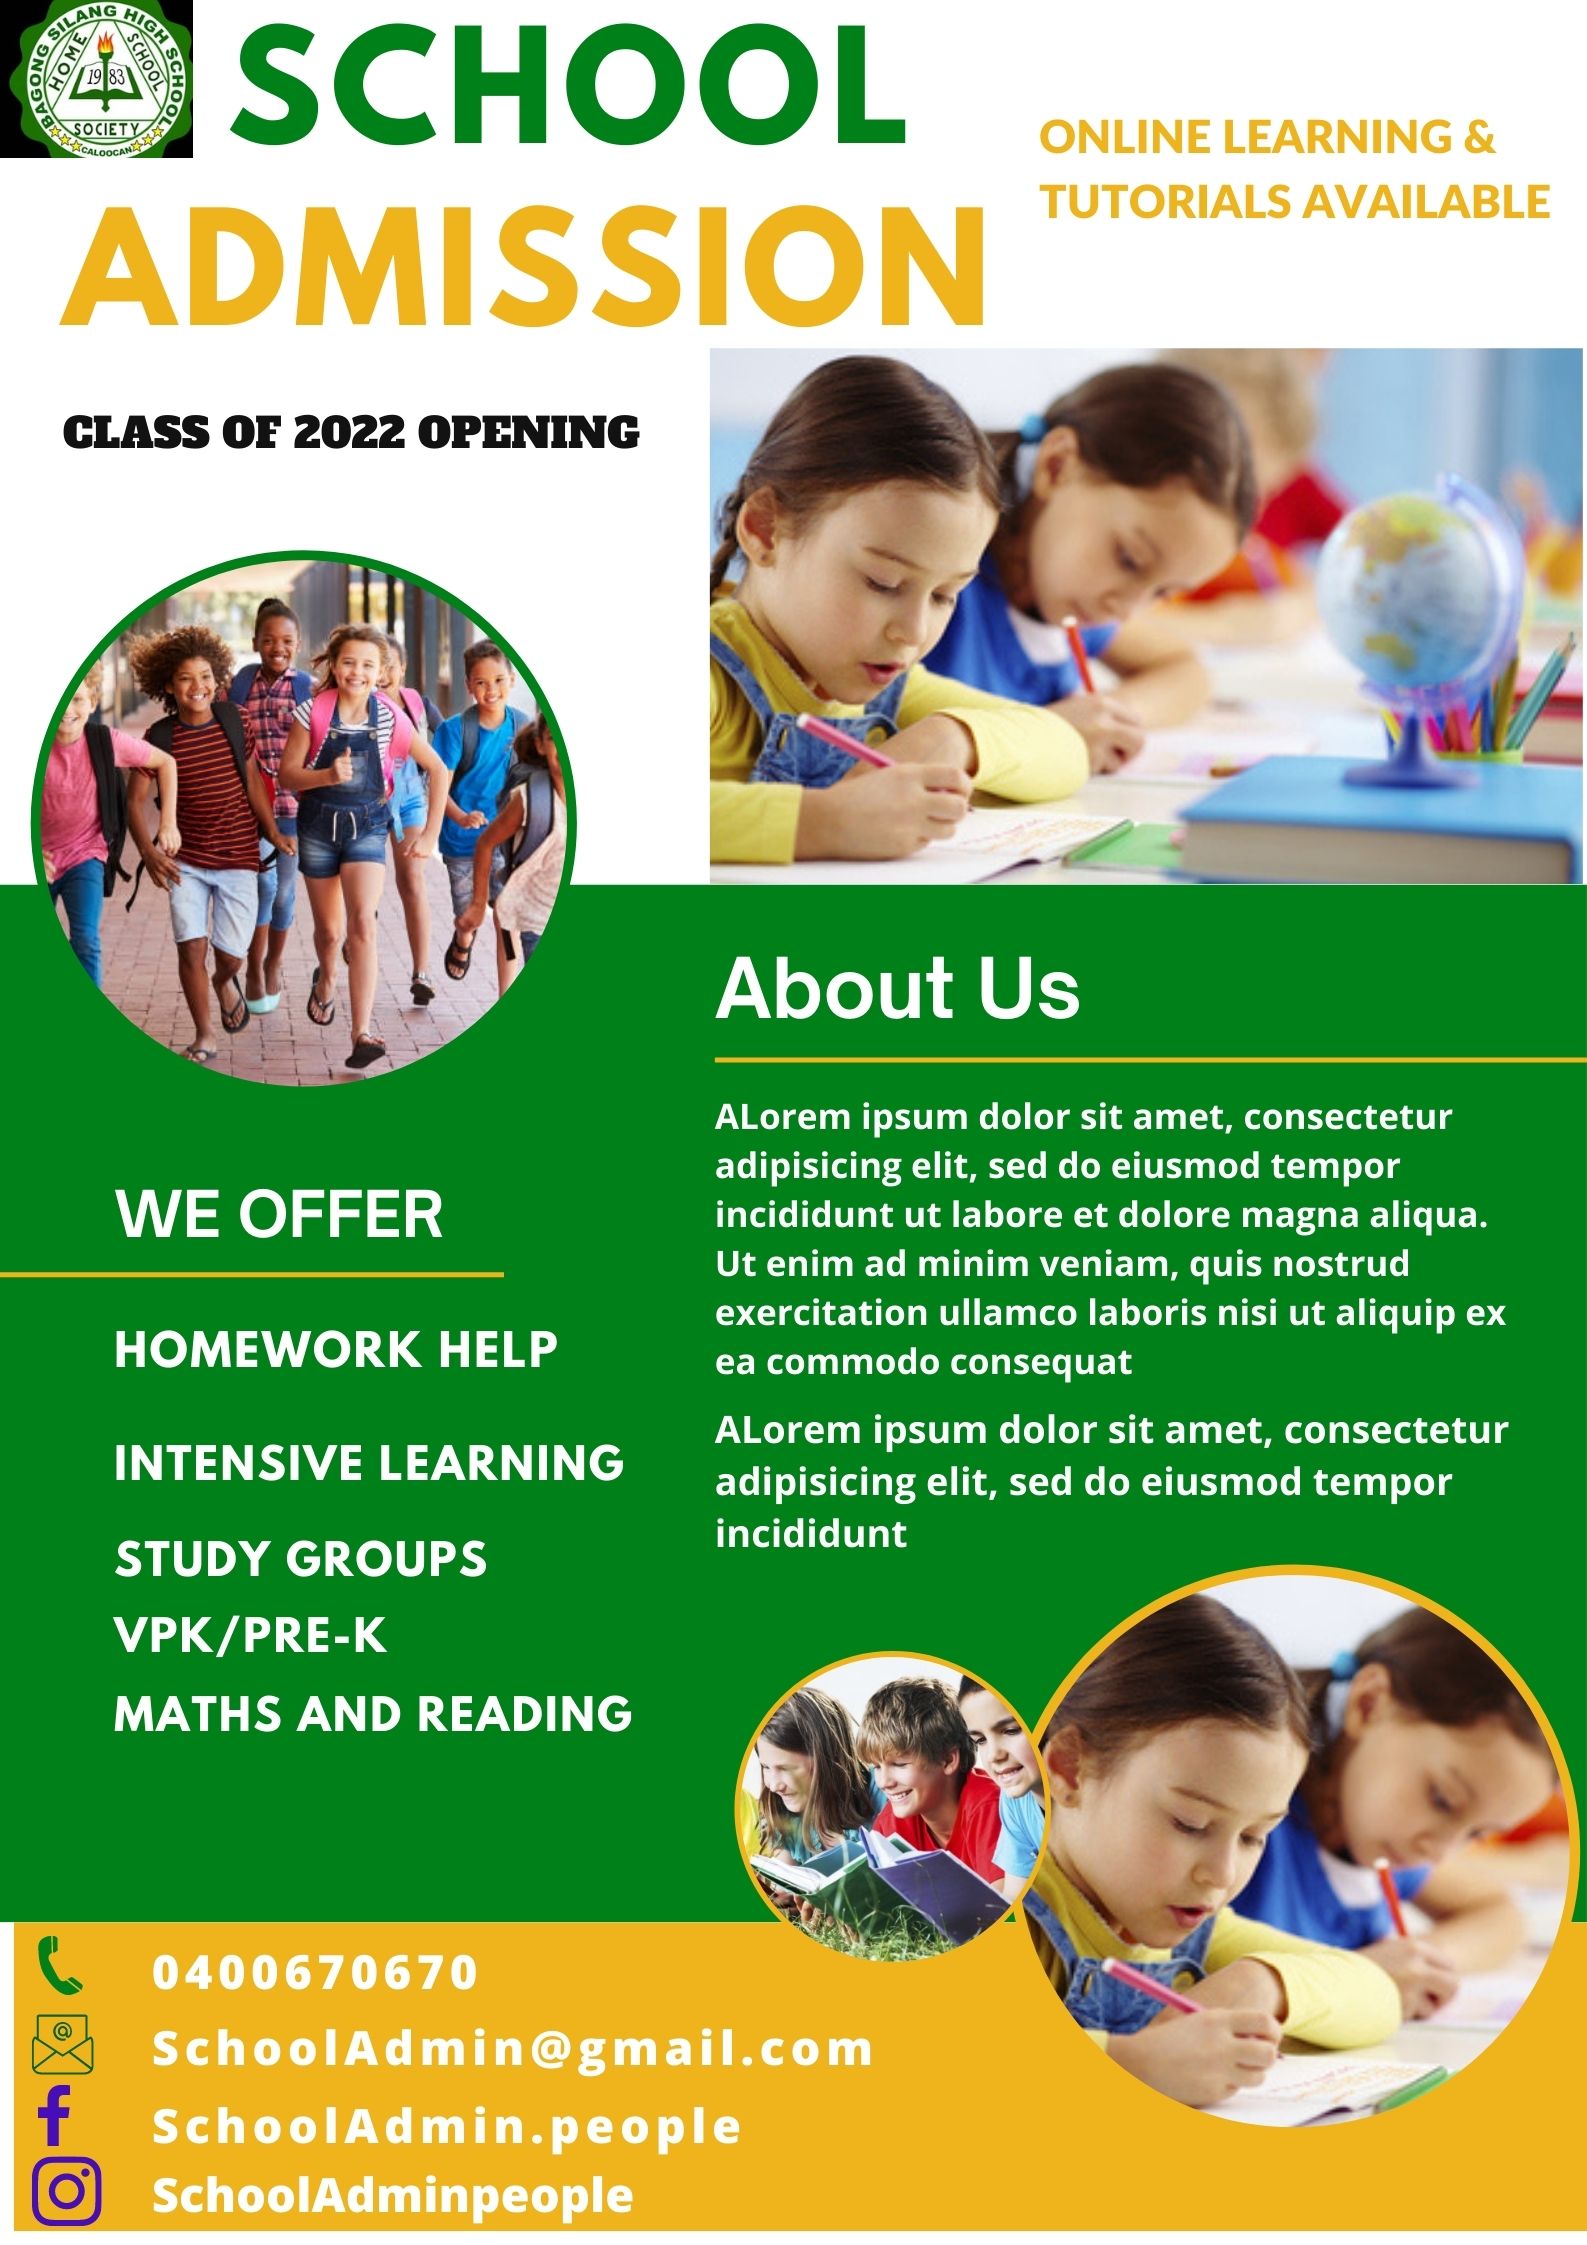 BAGONG SILANG HIGH SCHOOL
HOME SCHOOL
1983
SOCIETY
CALOOCAN
SCHOOL
ADMISSION
ONLINE LEARNING &
TUTORIALS AVAILABLE
CLASS OF 2022 OPENING
About Us
ALorem ipsum dolor sit amet, consectetur
adipisicing elit, sed do eiusmod tempor
incididunt ut labore et dolore magna aliqua.
Ut enim ad minim veniam, quis nostrud
exercitation ullamco laboris nisi ut aliquip ex
ea commodo consequat
ALorem ipsum dolor sit amet, consectetur
adipisicing elit, sed do eiusmod tempor
incididunt
WE OFFER
HOMEWORK HELP
INTENSIVE LEARNING
STUDY GROUPS
VPK/PRE-K
MATHS AND READING
0400670670
SchoolAdmin@gmail.com
SchoolAdmin.people
SchoolAdminpeople